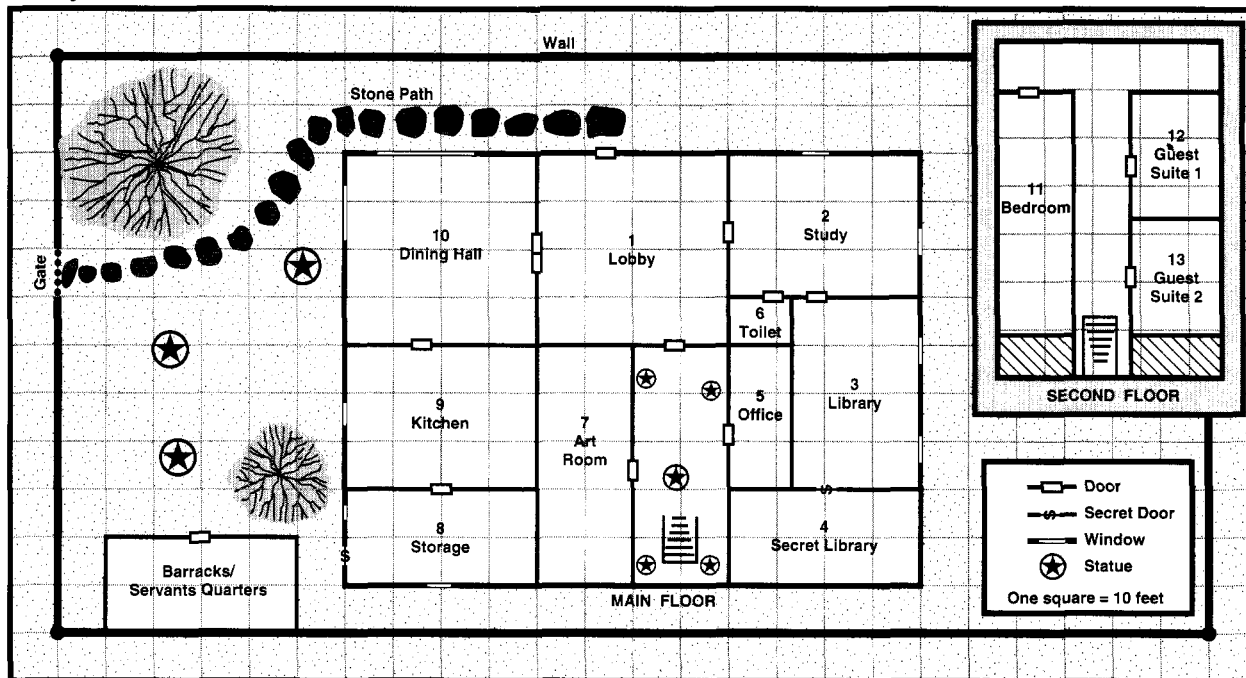 Wall
Stone Path
Gate
10
Dining Hall
1
Lobby
2
Study
6
Toilet
3
Library
5
Office
9
Kitchen
7
Art
Room
8
Storage
S
S
4
Secret Library
Barracks/
Servants Quarters
MAIN FLOOR
11
Bedroom
12
Guest
Suite 1
13
Guest
Suite 2
SECOND FLOOR
Door
S
Secret Door
Window
Statue
One square = 10 feet